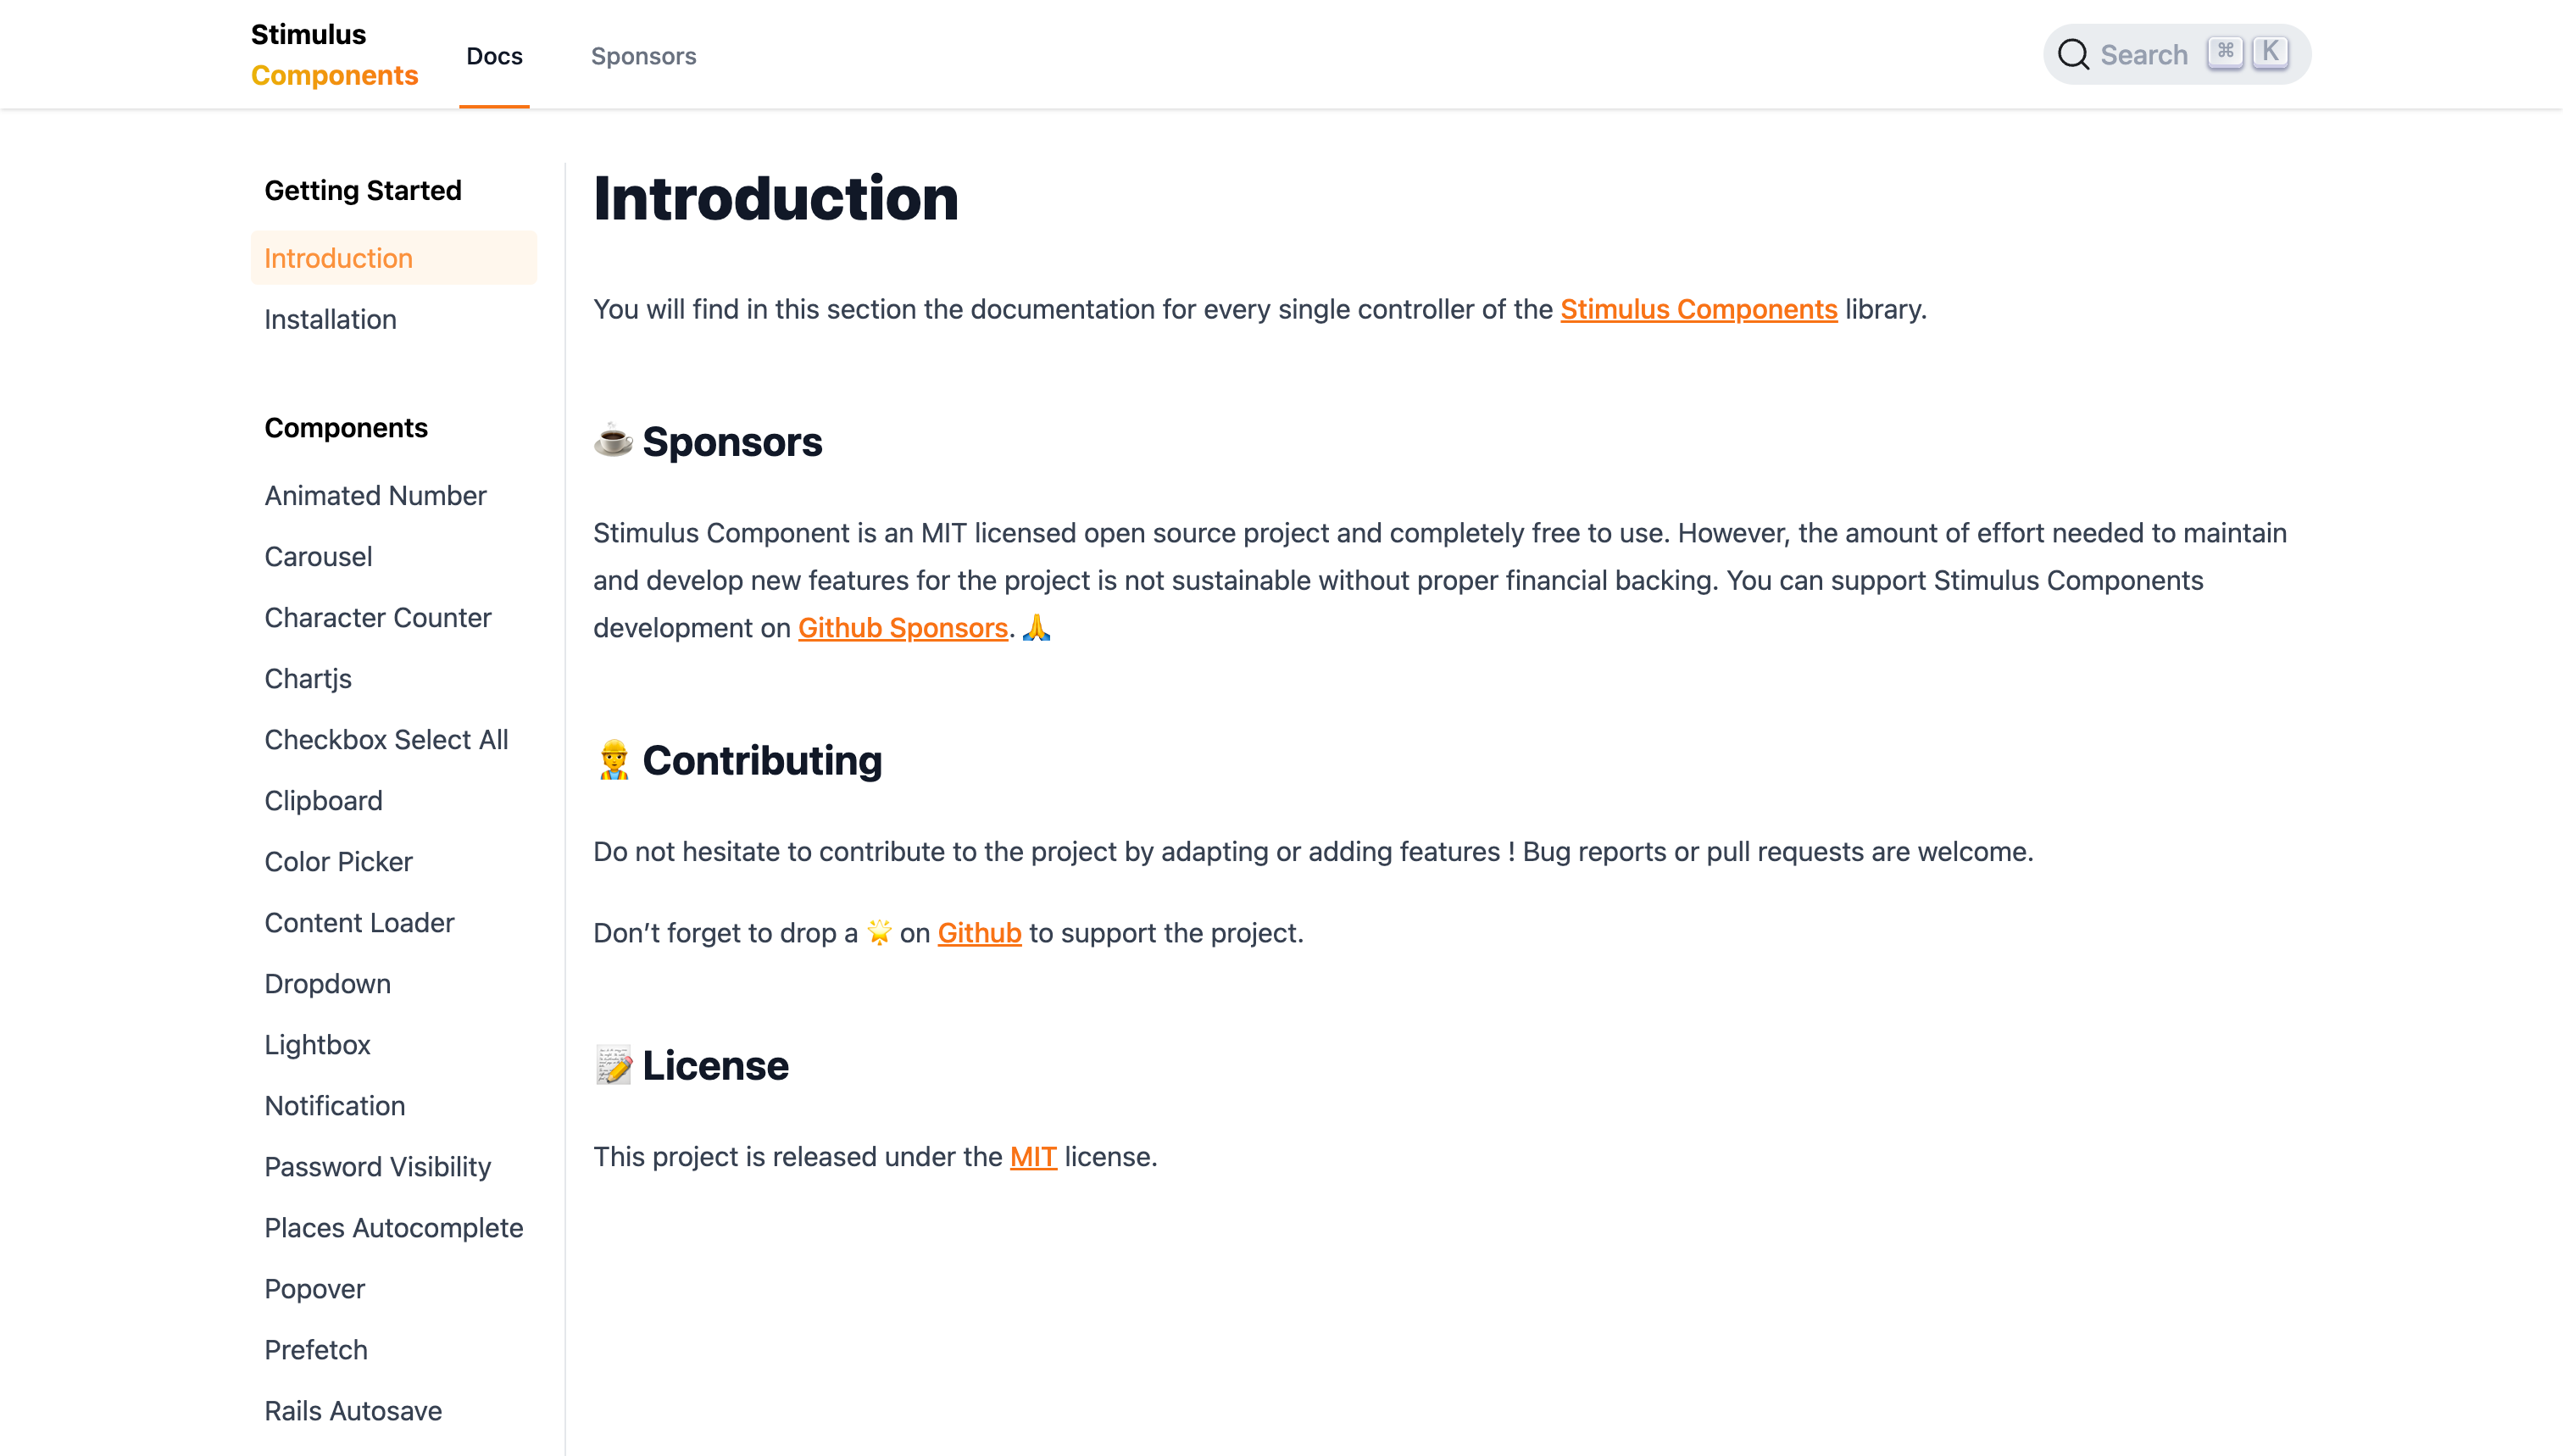 Stimulus
Components
Docs
Sponsors
Search ⌘ K
Getting Started
Introduction
Installation
Components
Animated Number
Carousel
Character Counter
Chartjs
Checkbox Select All
Clipboard
Color Picker
Content Loader
Dropdown
Lightbox
Notification
Password Visibility
Places Autocomplete
Popover
Prefetch
Rails Autosave
Introduction
You will find in this section the documentation for every single controller of the Stimulus Components library.
☕ Sponsors
Stimulus Component is an MIT licensed open source project and completely free to use. However, the amount of effort needed to maintain
and develop new features for the project is not sustainable without proper financial backing. You can support Stimulus Components
development on Github Sponsors. 🙏
👷 Contributing
Do not hesitate to contribute to the project by adapting or adding features ! Bug reports or pull requests are welcome.
Don’t forget to drop a 🌟 on Github to support the project.
📝 License
This project is released under the MIT license.